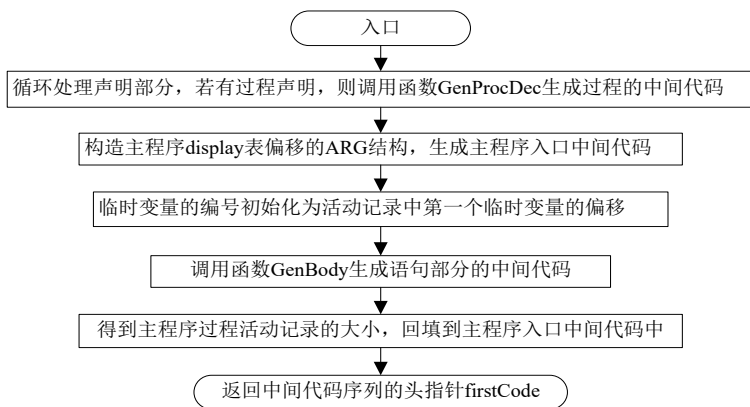 入口
循环处理声明部分，若有过程声明，则调用函数GenProcDec生成过程的中间代码
构造主程序display表偏移的ARG结构，生成主程序入口中间代码
临时变量的编号初始化为活动记录中第一个临时变量的偏移
调用函数GenBody生成语句部分的中间代码
得到主程序过程活动记录的大小，回填到主程序入口中间代码中
返回中间代码序列的头指针firstCode